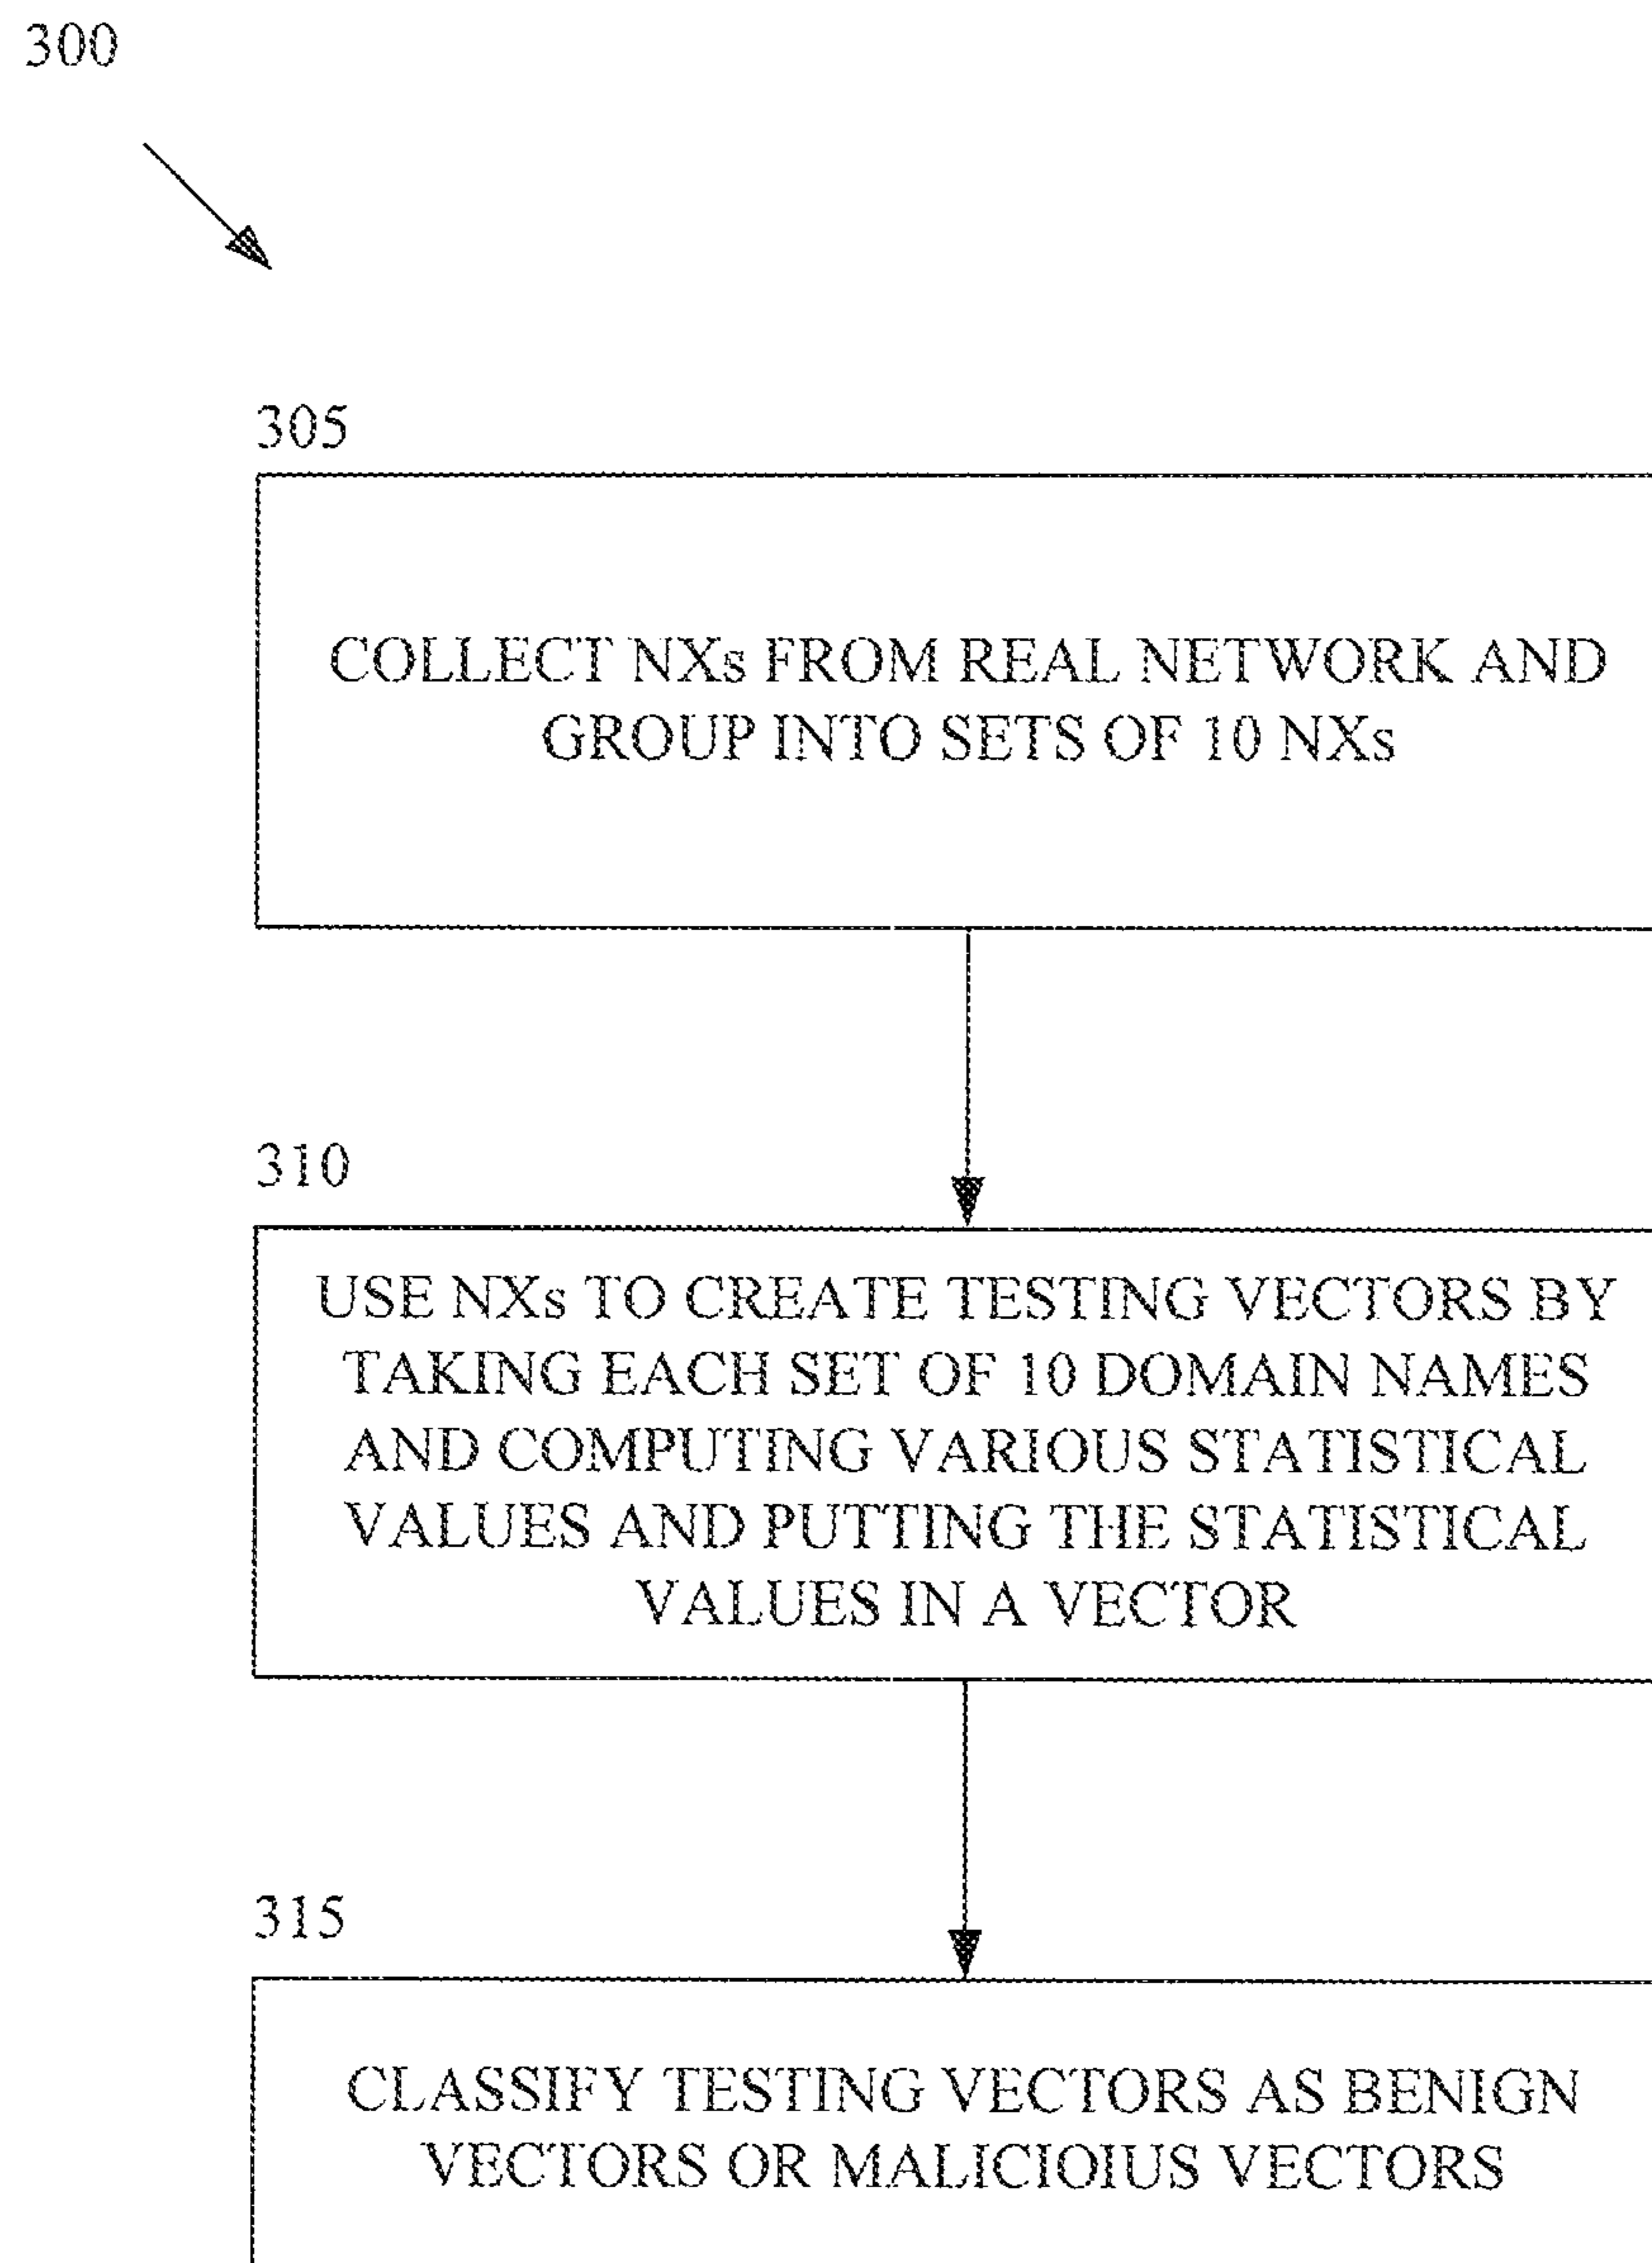 300
305
COLLECT NXs FROM REAL NETWORK AND
GROUP INTO SETS OF 10 NXs
310
USE NXs TO CREATE TESTING VECTORS BY
TAKING EACH SET OF 10 DOMAIN NAMES
AND COMPUTING VARIOUS STATISTICAL
VALUES AND PUTTING THE STATISTICAL
VALUES IN A VECTOR
315
CLASSIFY TESTING VECTORS AS BENIGN
VECTORS OR MALICIOIUS VECTORS